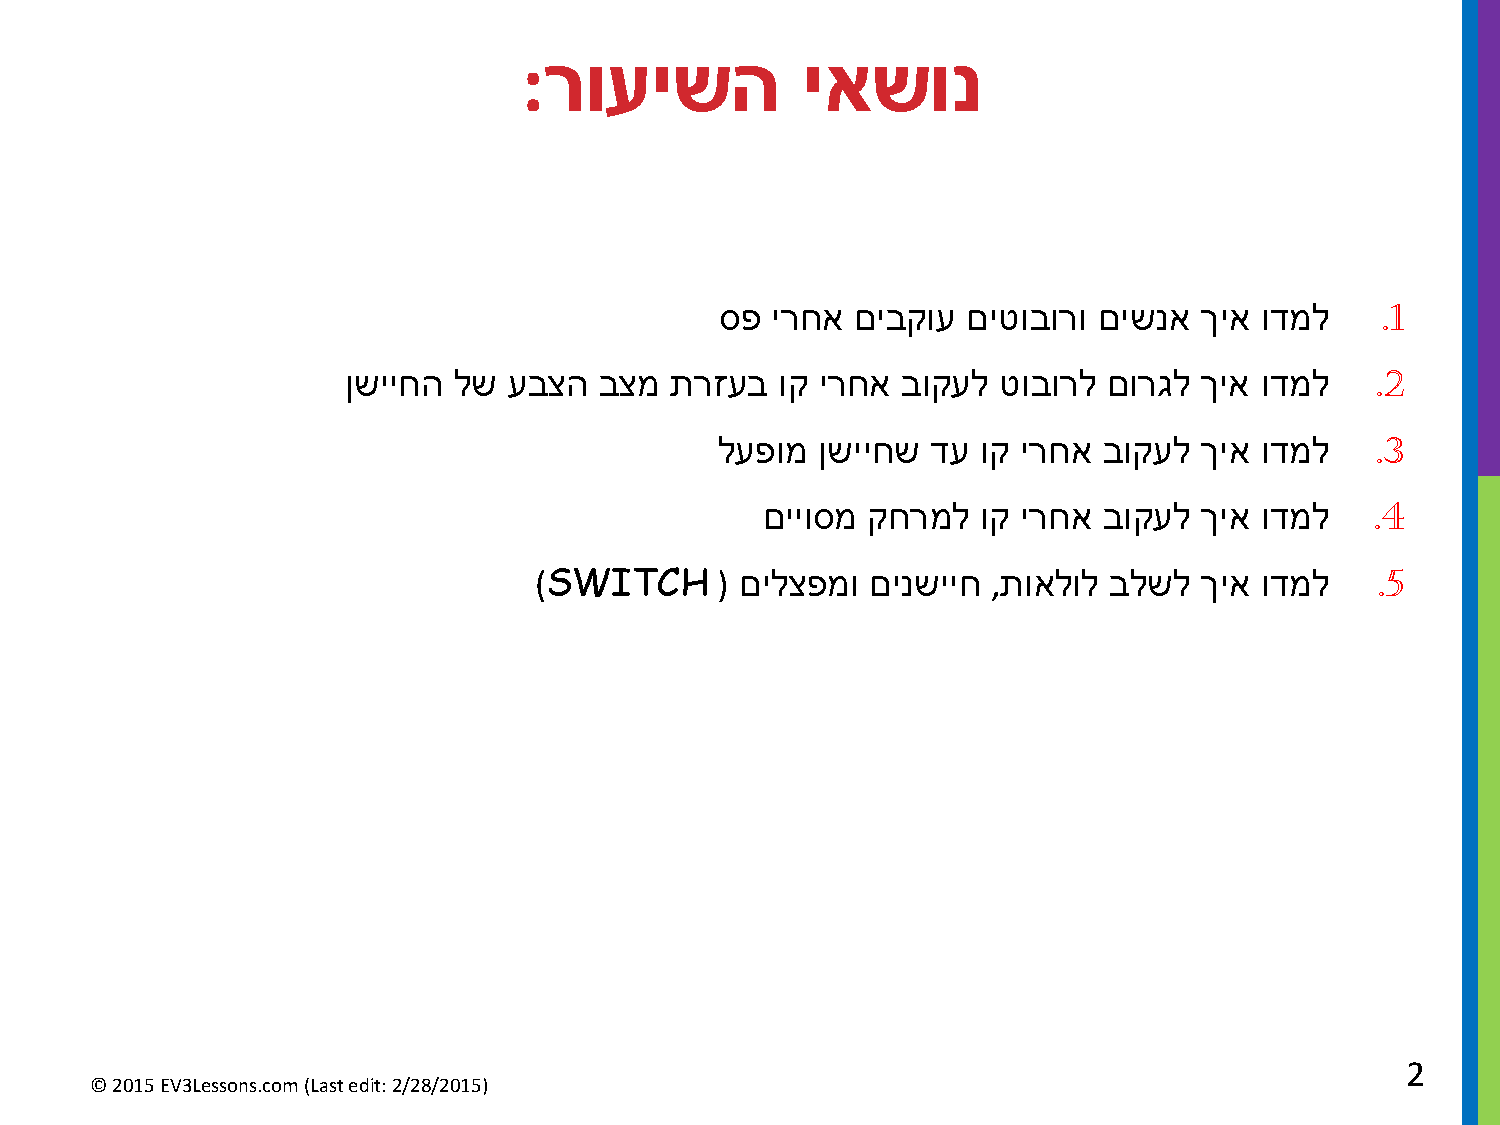 נושאי השיעור:
1. למדו איך אנשים ורובוטים עוקבים אחרי פס
2. למדו איך לגרום לרובוט לעקוב אחרי קו בעזרת מצב הצבע של החיישן
3. למדו איך לעקוב אחרי קו עד שחיישן מופעל
4. למדו איך לעקוב אחרי קו למרחק מסויים
5. למדו איך לשלב לולאות, חיישנים ומפצלים (SWITCH)
2
© 2015 EV3Lessons.com (Last edit: 2/28/2015)